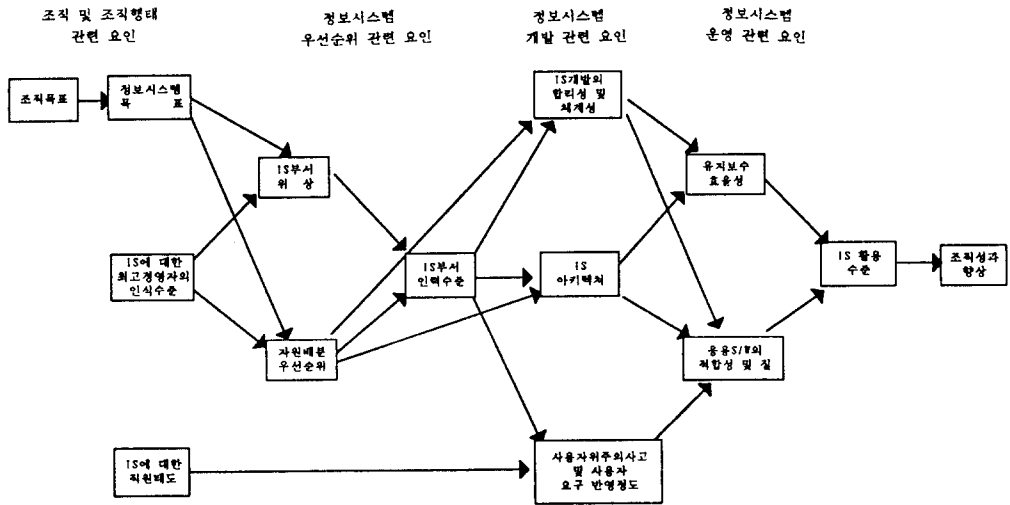 조직 및 조직행태
관련 요인
정보시스템
우선순위 관련 요인
정보시스템
개발 관련 요인
정보시스템
운영 관련 요인
조직목표
정보시스템
목 표
IS부서
위 상
IS에 대한
최고경영자의
인식수준
자원배분
우선순위
IS에 대한
직원태도
IS부서
인력수준
IS개발의
합리성 및
체계성
IS
아키텍쳐
사용자위주의사고
및 사용자
요구 반영정도
유지보수
효율성
응용S/W의
적합성 및 질
IS 활용
수준
조직성과
향상